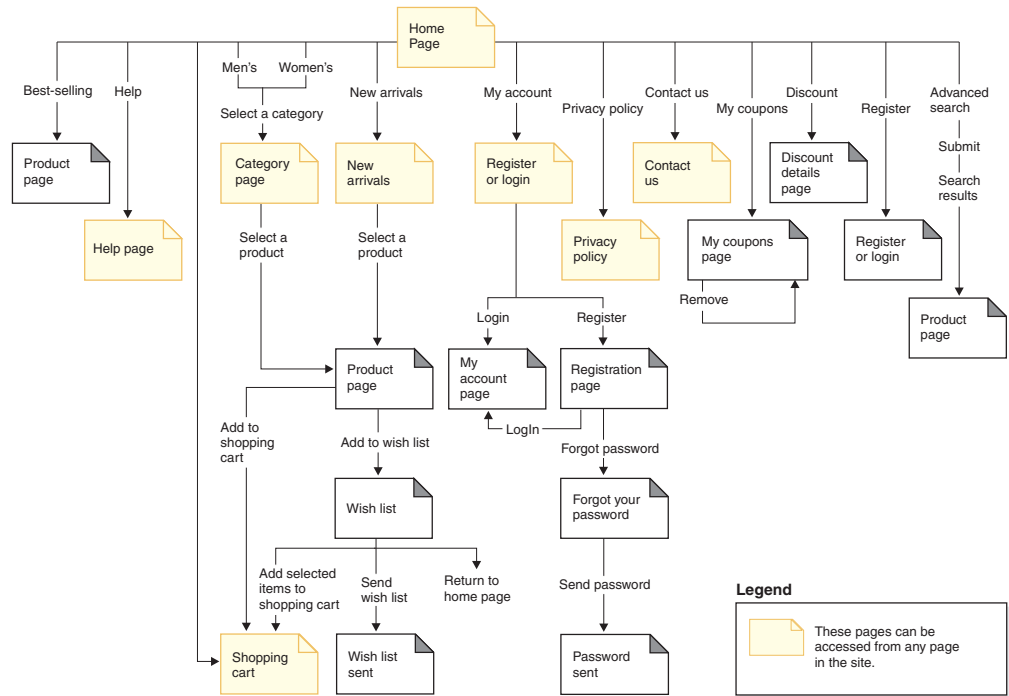 Home
Page
Men's
Women's
Best-selling
Help
New arrivals
My account
Contact us
Discount
Advanced
search
Privacy policy
My coupons
Register
Select a category
Submit
Product
page
Category
page
New
arrivals
Register
or login
Contact
us
Discount
details
page
Search
results
Help page
Select a
product
Select a
product
Privacy
policy
My coupons
page
Register
or login
Remove
Login
Register
Product
page
Product
page
My
account
page
Registration
page
Add to
shopping
cart
LogIn
Add to wish list
Forgot password
Wish list
Forgot your
password
Add selected
items to
shopping cart
Send
wish list
Return to
home page
Send password
Legend
These pages can be
accessed from any page
in the site.
Shopping
cart
Wish list
sent
Password
sent